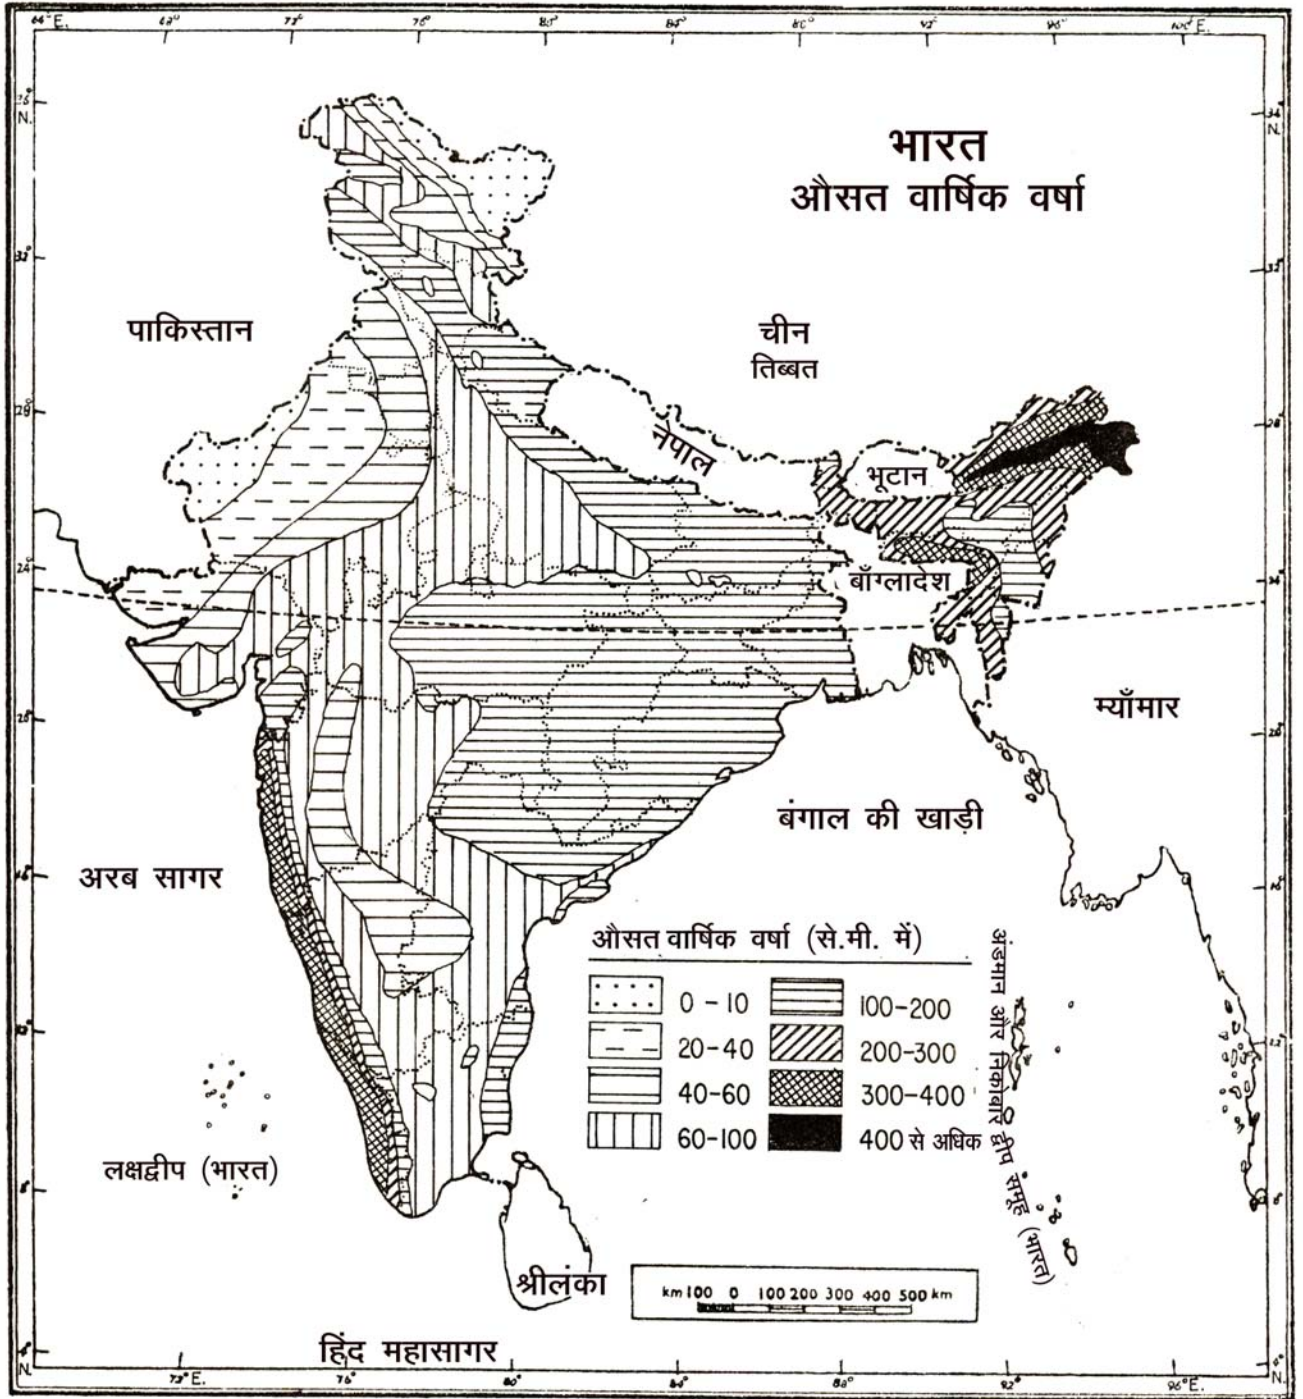 भारत
औसत वार्षिक वर्षा
पाकिस्तान
चीन
तिब्बत
नेपाल
भूटान
बाँग्लादेश
म्याँमार
बंगाल की खाड़ी
अरब सागर
औसत वार्षिक वर्षा (से.मी. में)
0 - 10
20-40
40-60
60-100
100-200
200-300
300-400
400 से अधिक
अंडमान और निकोबार द्वीप समूह (भारत)
लक्षद्वीप (भारत)
श्रीलंका
km 100 0 100 200 300 400 500 km
हिंद महासागर